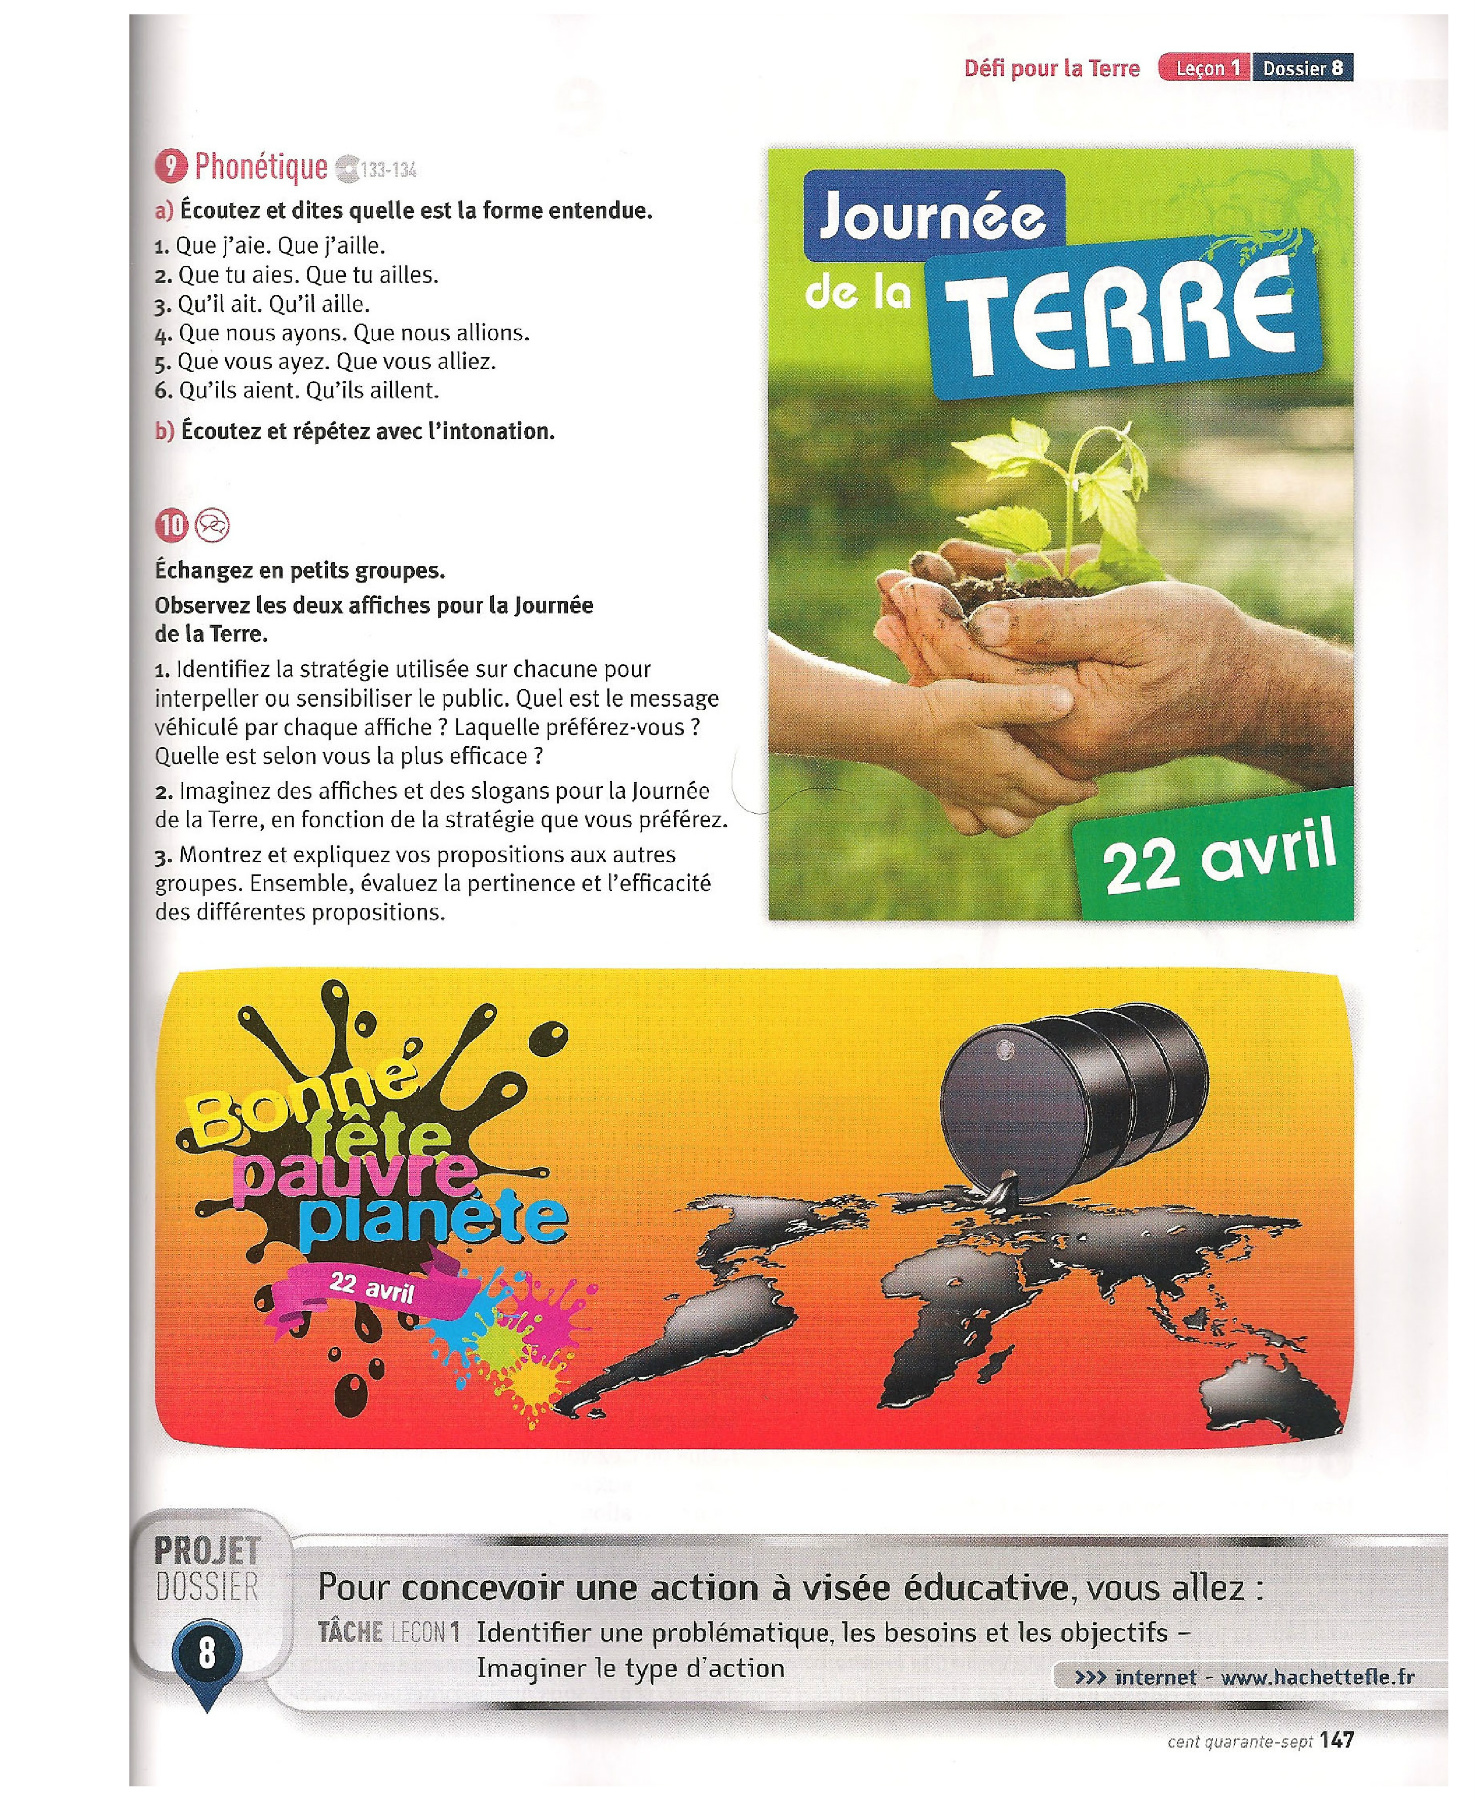 Défi pour la Terre Leçon 1 Dossier 8
9 Phonétique 133-134
a) Écoutez et dites quelle est la forme entendue.
1. Que j'aie. Que j'aille.
2. Que tu aies. Que tu ailles.
3. Qu'il ait. Qu'il aille.
4. Que nous ayons. Que nous allions.
5. Que vous ayez. Que vous alliez.
6. Qu'ils aient. Qu'ils aillent.
b) Écoutez et répétez avec l'intonation.
10
Échangez en petits groupes.
Observez les deux affiches pour la Journée
de la Terre.
1. Identifiez la stratégie utilisée sur chacune pour
interpeller ou sensibiliser le public. Quel est le message
véhiculé par chaque affiche ? Laquelle préférez-vous ?
Quelle est selon vous la plus efficace ?
2. Imaginez des affiches et des slogans pour la Journée
de la Terre, en fonction de la stratégie que vous préférez.
3. Montrez et expliquez vos propositions aux autres
groupes. Ensemble, évaluez la pertinence et l'efficacité
des différentes propositions.
Journée
de la TERRE
22 avril
Bonne
fête
pauvre
planète
22 avril
PROJET
DOSSIER
8
Pour concevoir une action à visée éducative, vous allez :
TÂCHE LEÇON 1 Identifier une problématique, les besoins et les objectifs –
Imaginer le type d'action
>>> internet - www.hachettefle.fr
cent quarante-sept 147